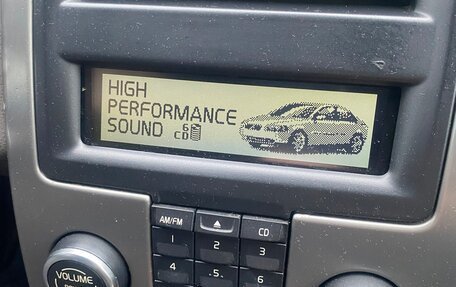 HIGH
PERFORMANCE
SOUND 6 CD
AM/FM CD
1 2 3
4 5 6
VOLUME